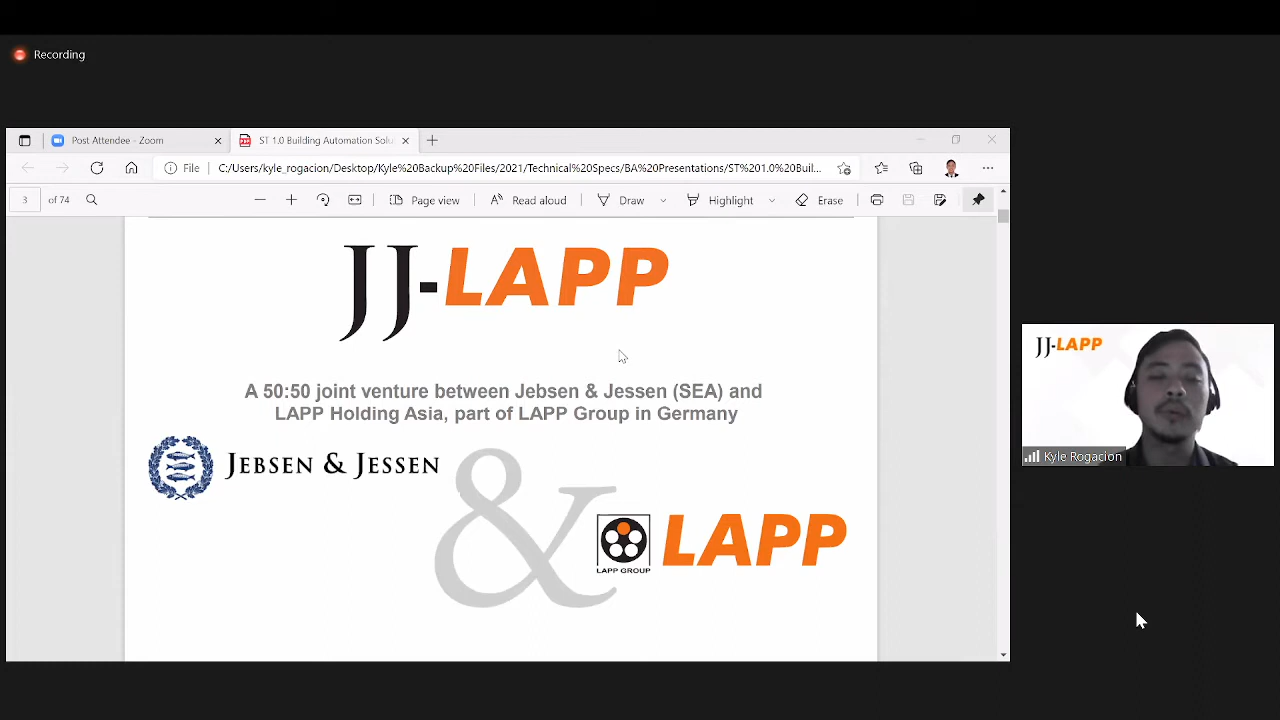 Recording
Post Attendee - Zoom
ST 1.0 Building Automation Solu
File
C:/Users/kyle_rogacion/Desktop/Kyle%20Backup%20Files/2021/Technical%20Specs/BA%20Presentations/ST%201.0%20Buil...
3 of 74
Page view
Read aloud
Draw
Highlight
Erase
JJ-LAPP
A 50:50 joint venture between Jebsen & Jessen (SEA) and
LAPP Holding Asia, part of LAPP Group in Germany
JEBSEN & JESSEN
&
LAPP GROUP
LAPP
JJ-LAPP
Kyle Rogacion